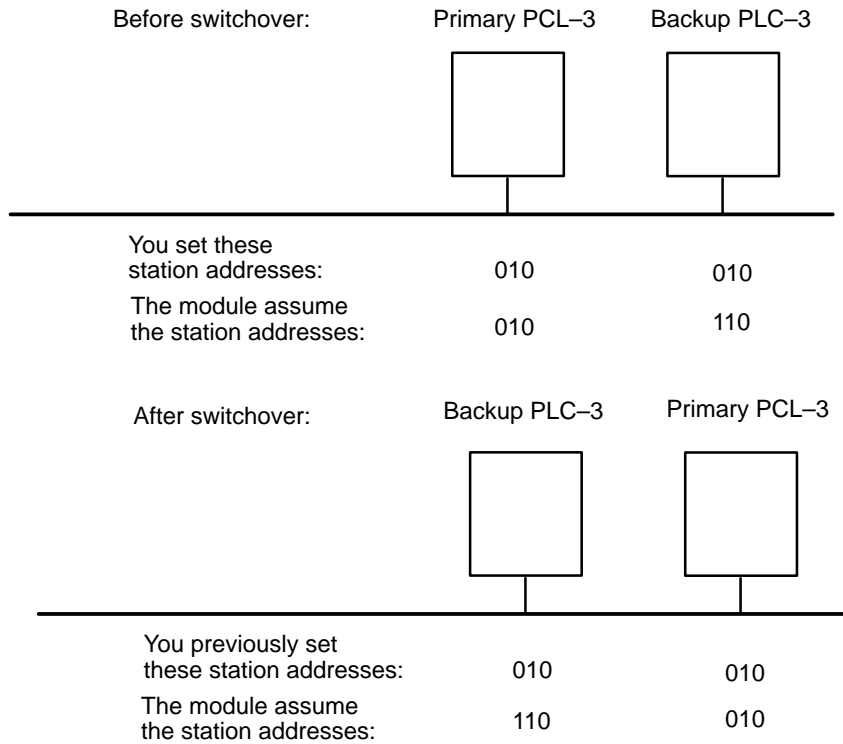 Before switchover: Primary PCL–3 Backup PLC–3
You set these
station addresses: 010 010
The module assume
the station addresses: 010 110
After switchover: Backup PLC–3 Primary PCL–3
You previously set
these station addresses: 010 010
The module assume
the station addresses: 110 010